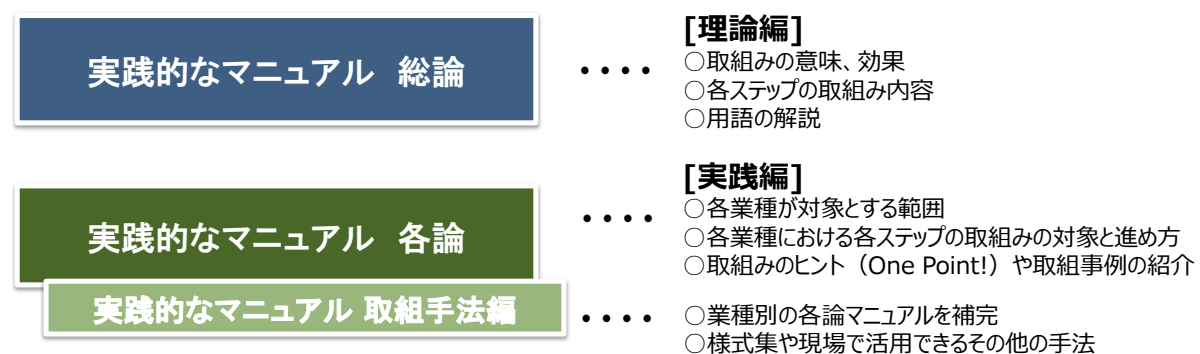 実践的なマニュアル 総論
・・・・
[理論編]
○取組みの意味、効果
○各ステップの取組み内容
○用語の解説
実践的なマニュアル 各論
・・・・
[実践編]
○各業種が対象とする範囲
○各業種における各ステップの取組みの対象と進め方
○取組みのヒント（One Point!）や取組事例の紹介
実践的なマニュアル 取組手法編
・・・・
○業種別の各論マニュアルを補完
○様式集や現場で活用できるその他の手法